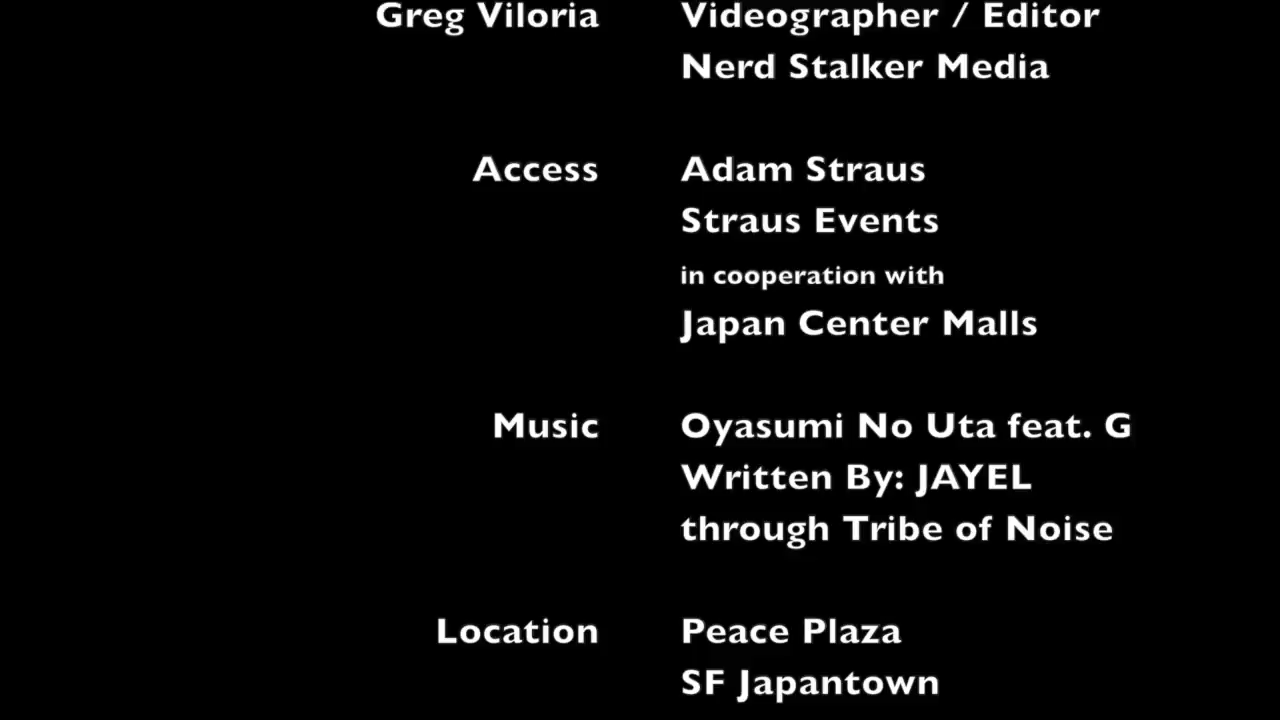 Greg Viloria Videographer / Editor
Nerd Stalker Media
Access Adam Straus
Straus Events
in cooperation with
Japan Center Malls
Music Oyasumi No Uta feat. G
Written By: JAYEL
through Tribe of Noise
Location Peace Plaza
SF Japantown